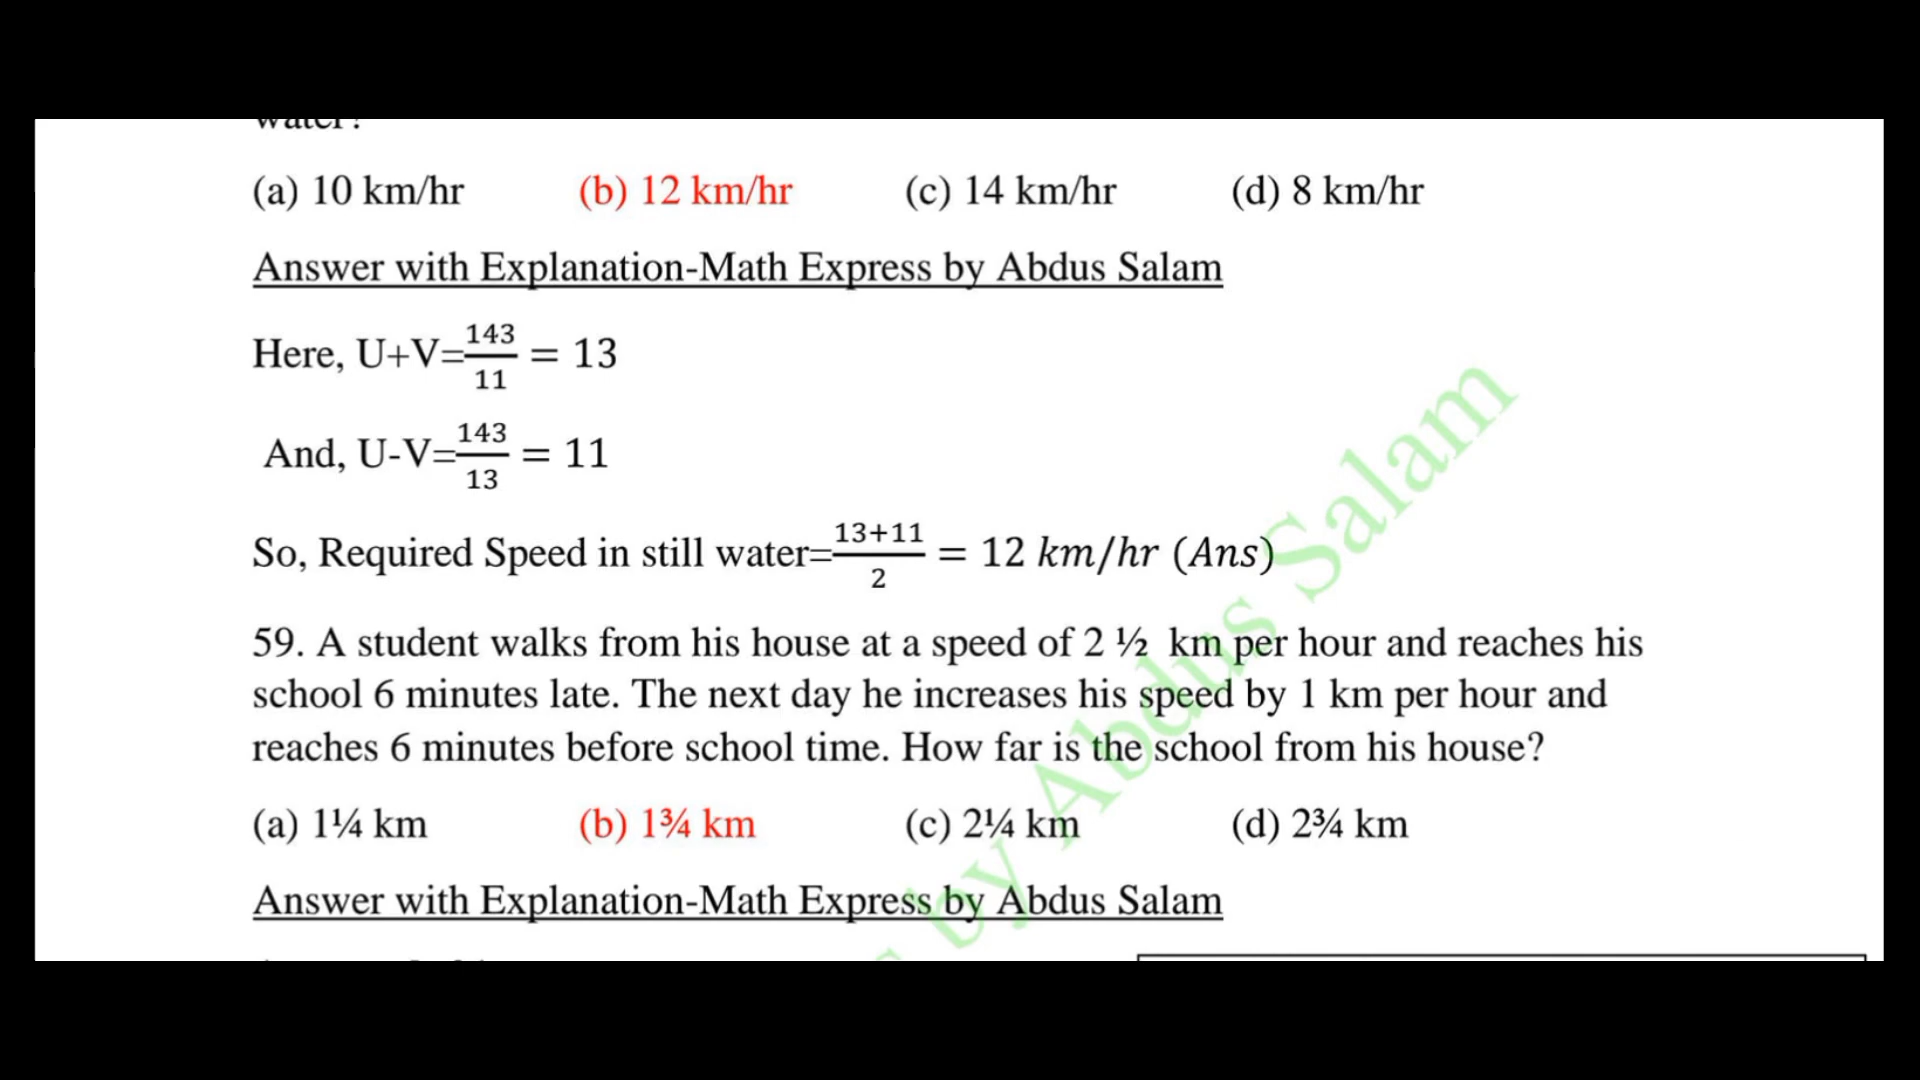 water?
(a) 10 km/hr (b) 12 km/hr (c) 14 km/hr (d) 8 km/hr
Answer with Explanation-Math Express by Abdus Salam
Here, U+V=143/11 = 13
And, U-V=143/13 = 11
So, Required Speed in still water=13+11/2 = 12 km/hr (Ans)
59. A student walks from his house at a speed of 2 ½ km per hour and reaches his
school 6 minutes late. The next day he increases his speed by 1 km per hour and
reaches 6 minutes before school time. How far is the school from his house?
(a) 1¼ km (b) 1¾ km (c) 2¼ km (d) 2¾ km
Answer with Explanation-Math Express by Abdus Salam
s by Abdus Salam